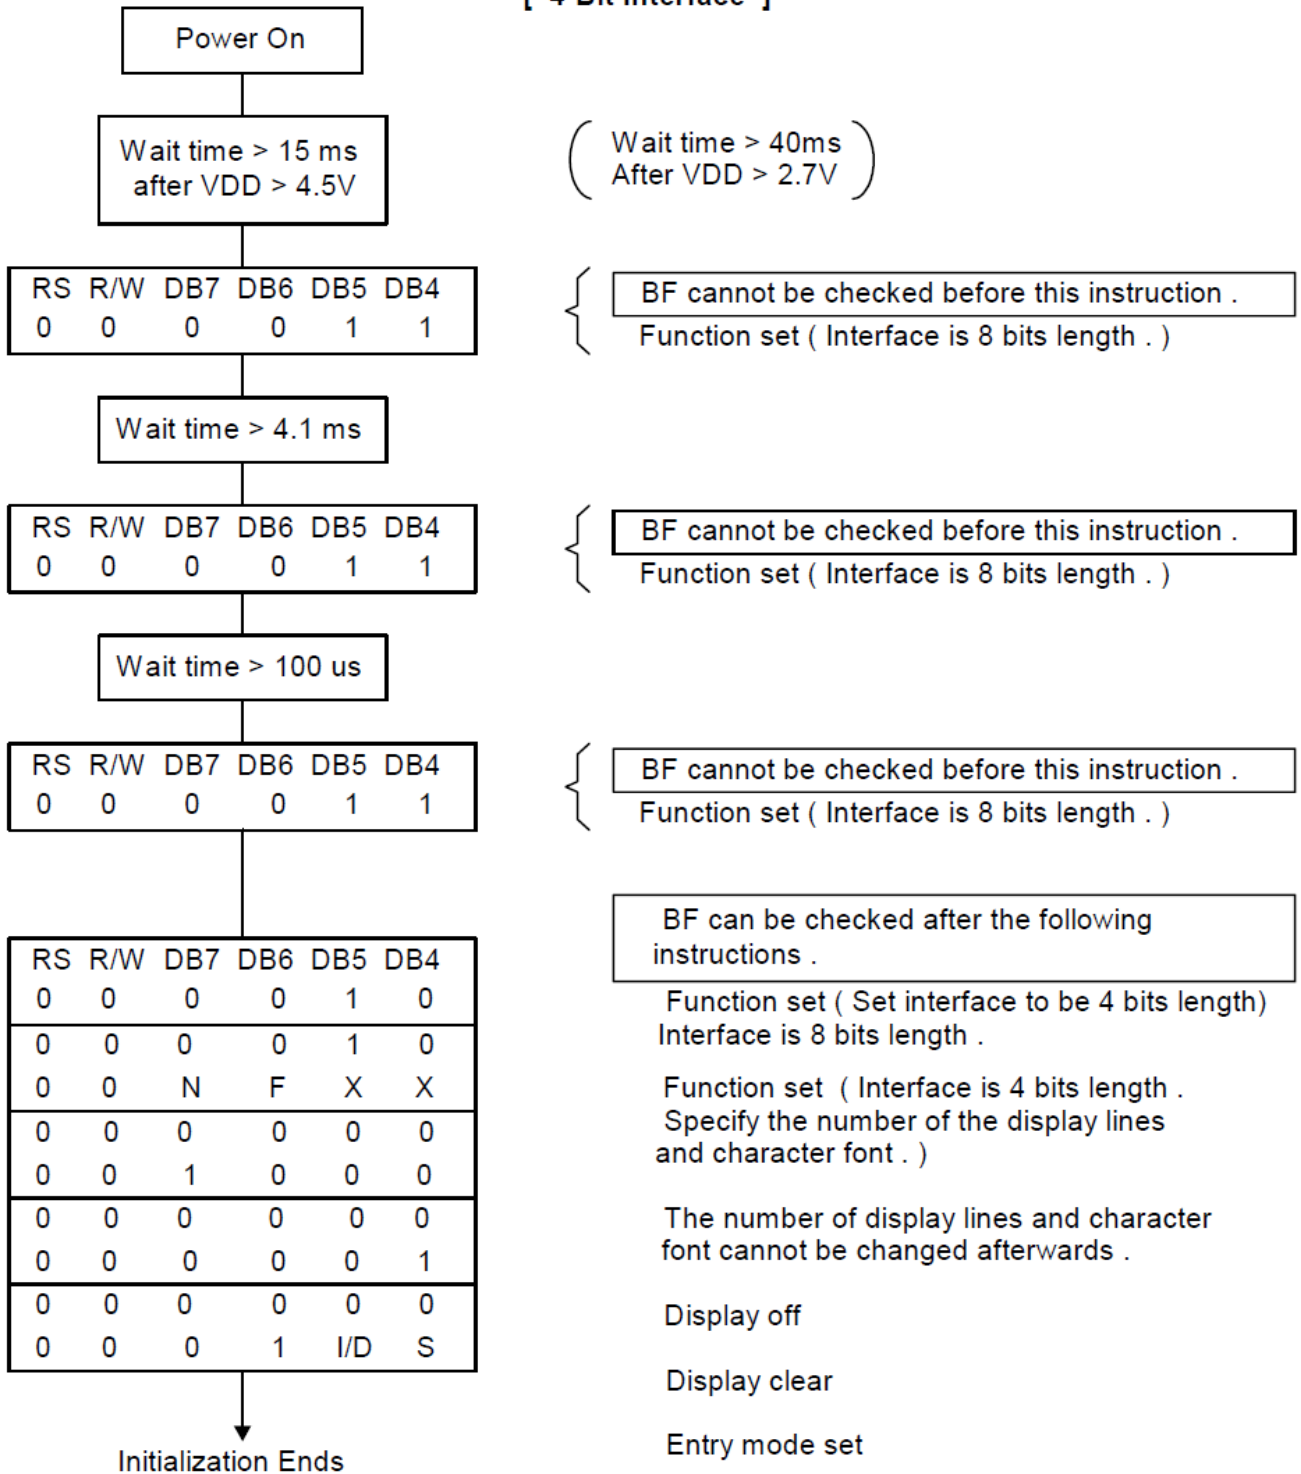 [ 4-Bit Interface ]
Power On
Wait time > 15 ms
after VDD > 4.5V
Wait time > 40ms
After VDD > 2.7V
RS R/W DB7 DB6 DB5 DB4
0 0 0 0 1 1
BF cannot be checked before this instruction .
Function set ( Interface is 8 bits length . )
Wait time > 4.1 ms
RS R/W DB7 DB6 DB5 DB4
0 0 0 0 1 1
BF cannot be checked before this instruction .
Function set ( Interface is 8 bits length . )
Wait time > 100 us
RS R/W DB7 DB6 DB5 DB4
0 0 0 0 1 1
BF cannot be checked before this instruction .
Function set ( Interface is 8 bits length . )
RS R/W DB7 DB6 DB5 DB4
0 0 0 0 1 0
0 0 0 0 1 0
0 0 N F X X
0 0 0 0 0 0
0 0 1 0 0 0
0 0 0 0 0 0
0 0 0 0 0 1
0 0 0 0 0 0
0 0 0 1 I/D S
BF can be checked after the following
instructions .
Function set ( Set interface to be 4 bits length)
Interface is 8 bits length .
Function set ( Interface is 4 bits length .
Specify the number of the display lines
and character font . )
The number of display lines and character
font cannot be changed afterwards .
Display off
Display clear
Entry mode set
Initialization Ends